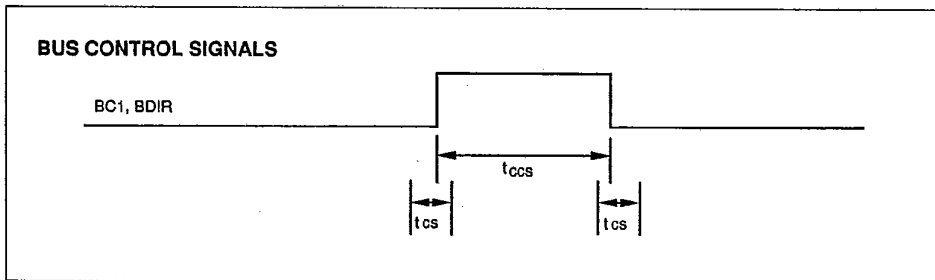 BUS CONTROL SIGNALS
BC1, BDIR
tccs
tcs
tcs